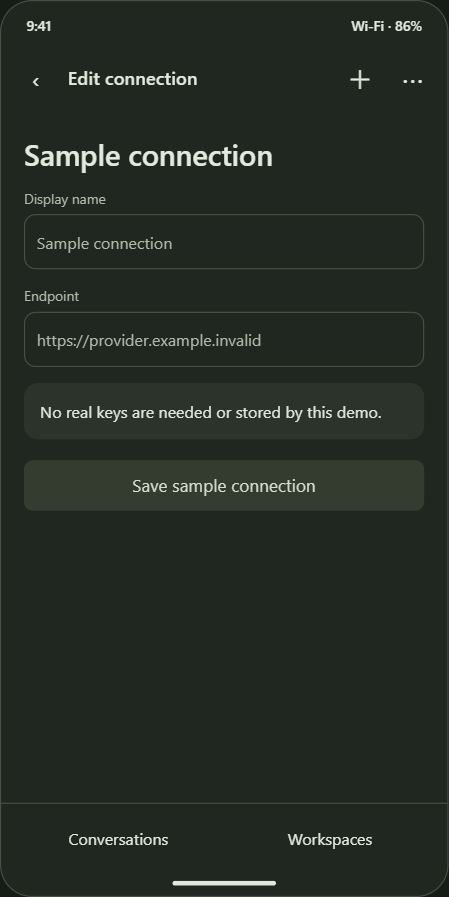 9:41 Wi-Fi · 86%
‹ Edit connection + ...
Sample connection
Display name
Sample connection
Endpoint
https://provider.example.invalid
No real keys are needed or stored by this demo.
Save sample connection
Conversations Workspaces